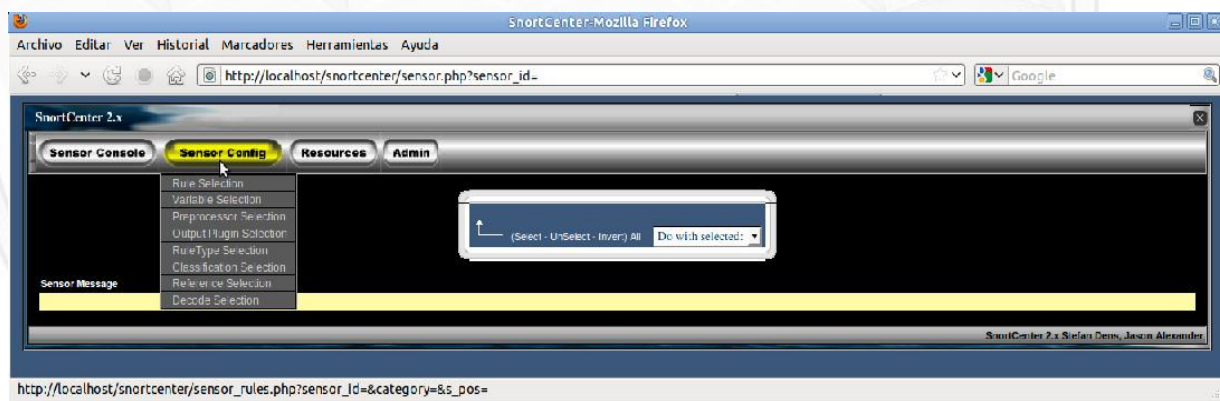 SnortCenter-Mozilla Firefox
Archivo Editar Ver Historial Marcadores Herramientas Ayuda
http://localhost/snortcenter/sensor.php?sensor_id=
Google
SnortCenter 2.x
Sensor Console
Sensor Config
Resources
Admin
Rule Selection
Variable Selection
Preprocessor Selection
Output Plugin Selection
RuleType Selection
Classification Selection
Reference Selection
Decode Selection
(Select - UnSelect - Invert) All
Do with selected:
Sensor Message
SnortCenter 2.x Stefan Dens, Jason Alexander
http://localhost/snortcenter/sensor_rules.php?sensor_id=&category=&s_pos=